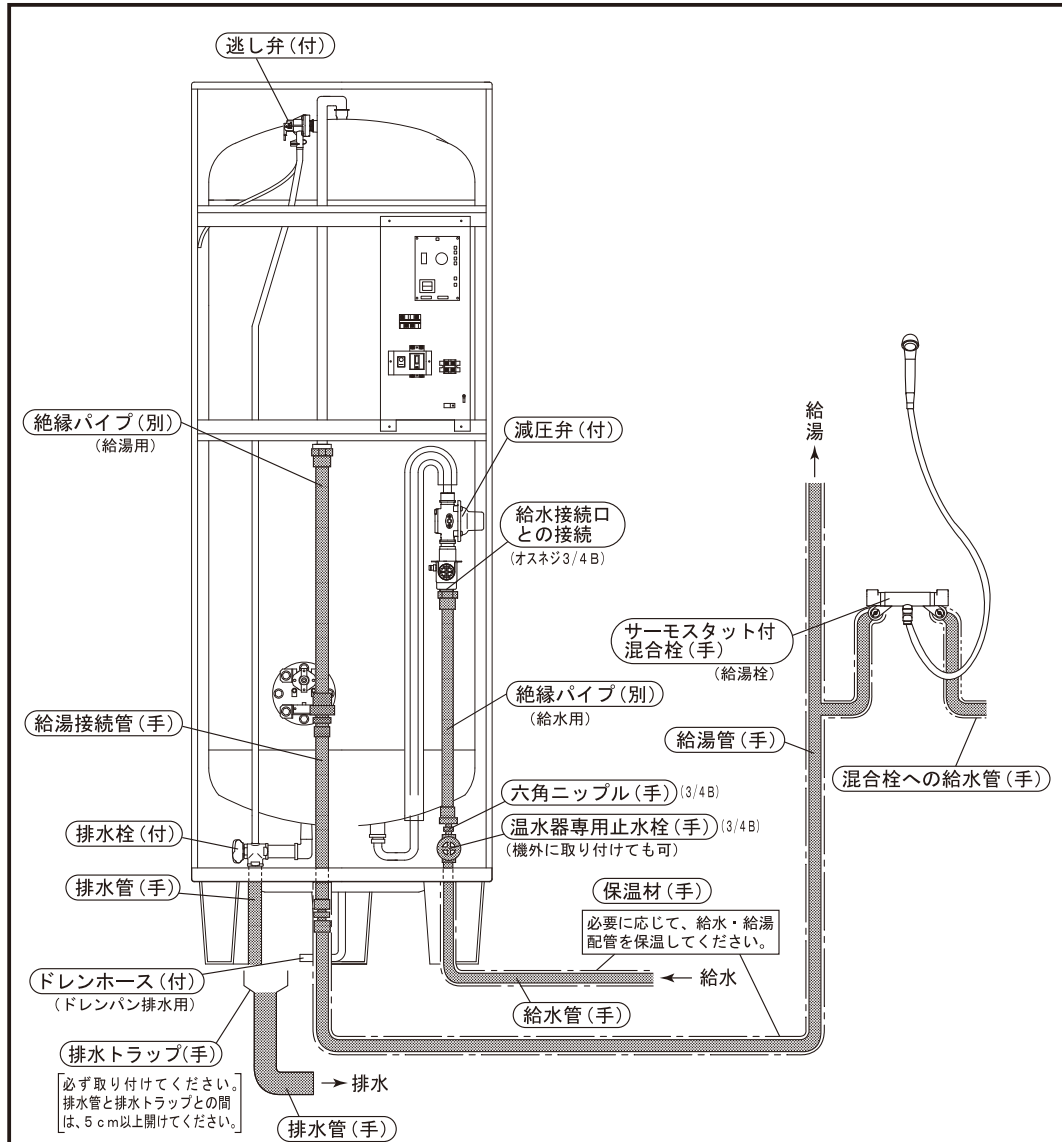 逃し弁(付)
絶縁パイプ(別)
(給湯用)
減圧弁(付)
給水接続口
との接続
(オスネジ3/4B)
給湯
サーモスタット付
混合栓(手)
(給湯栓)
絶縁パイプ(別)
(給水用)
給湯接続管(手)
給湯管(手)
混合栓への給水管(手)
六角ニップル(手)(3/4B)
温水器専用止水栓(手)(3/4B)
(機外に取り付けても可)
排水栓(付)
排水管(手)
保温材(手)
必要に応じて、給水・給湯
配管を保温してください。
ドレンホース(付)
(ドレンパン排水用)
給水
給水管(手)
排水トラップ(手)
必ず取り付けてください。
排水管と排水トラップとの間
は、5cm以上開けてください。
排水
排水管(手)